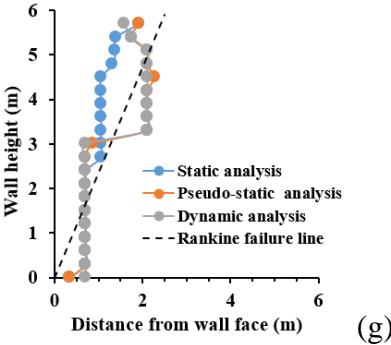 6
5
4
3
2
1
0
Wall height (m)
Static analysis
Pseudo-static analysis
Dynamic analysis
Rankine failure line
0 2 4 6
Distance from wall face (m)
(g)